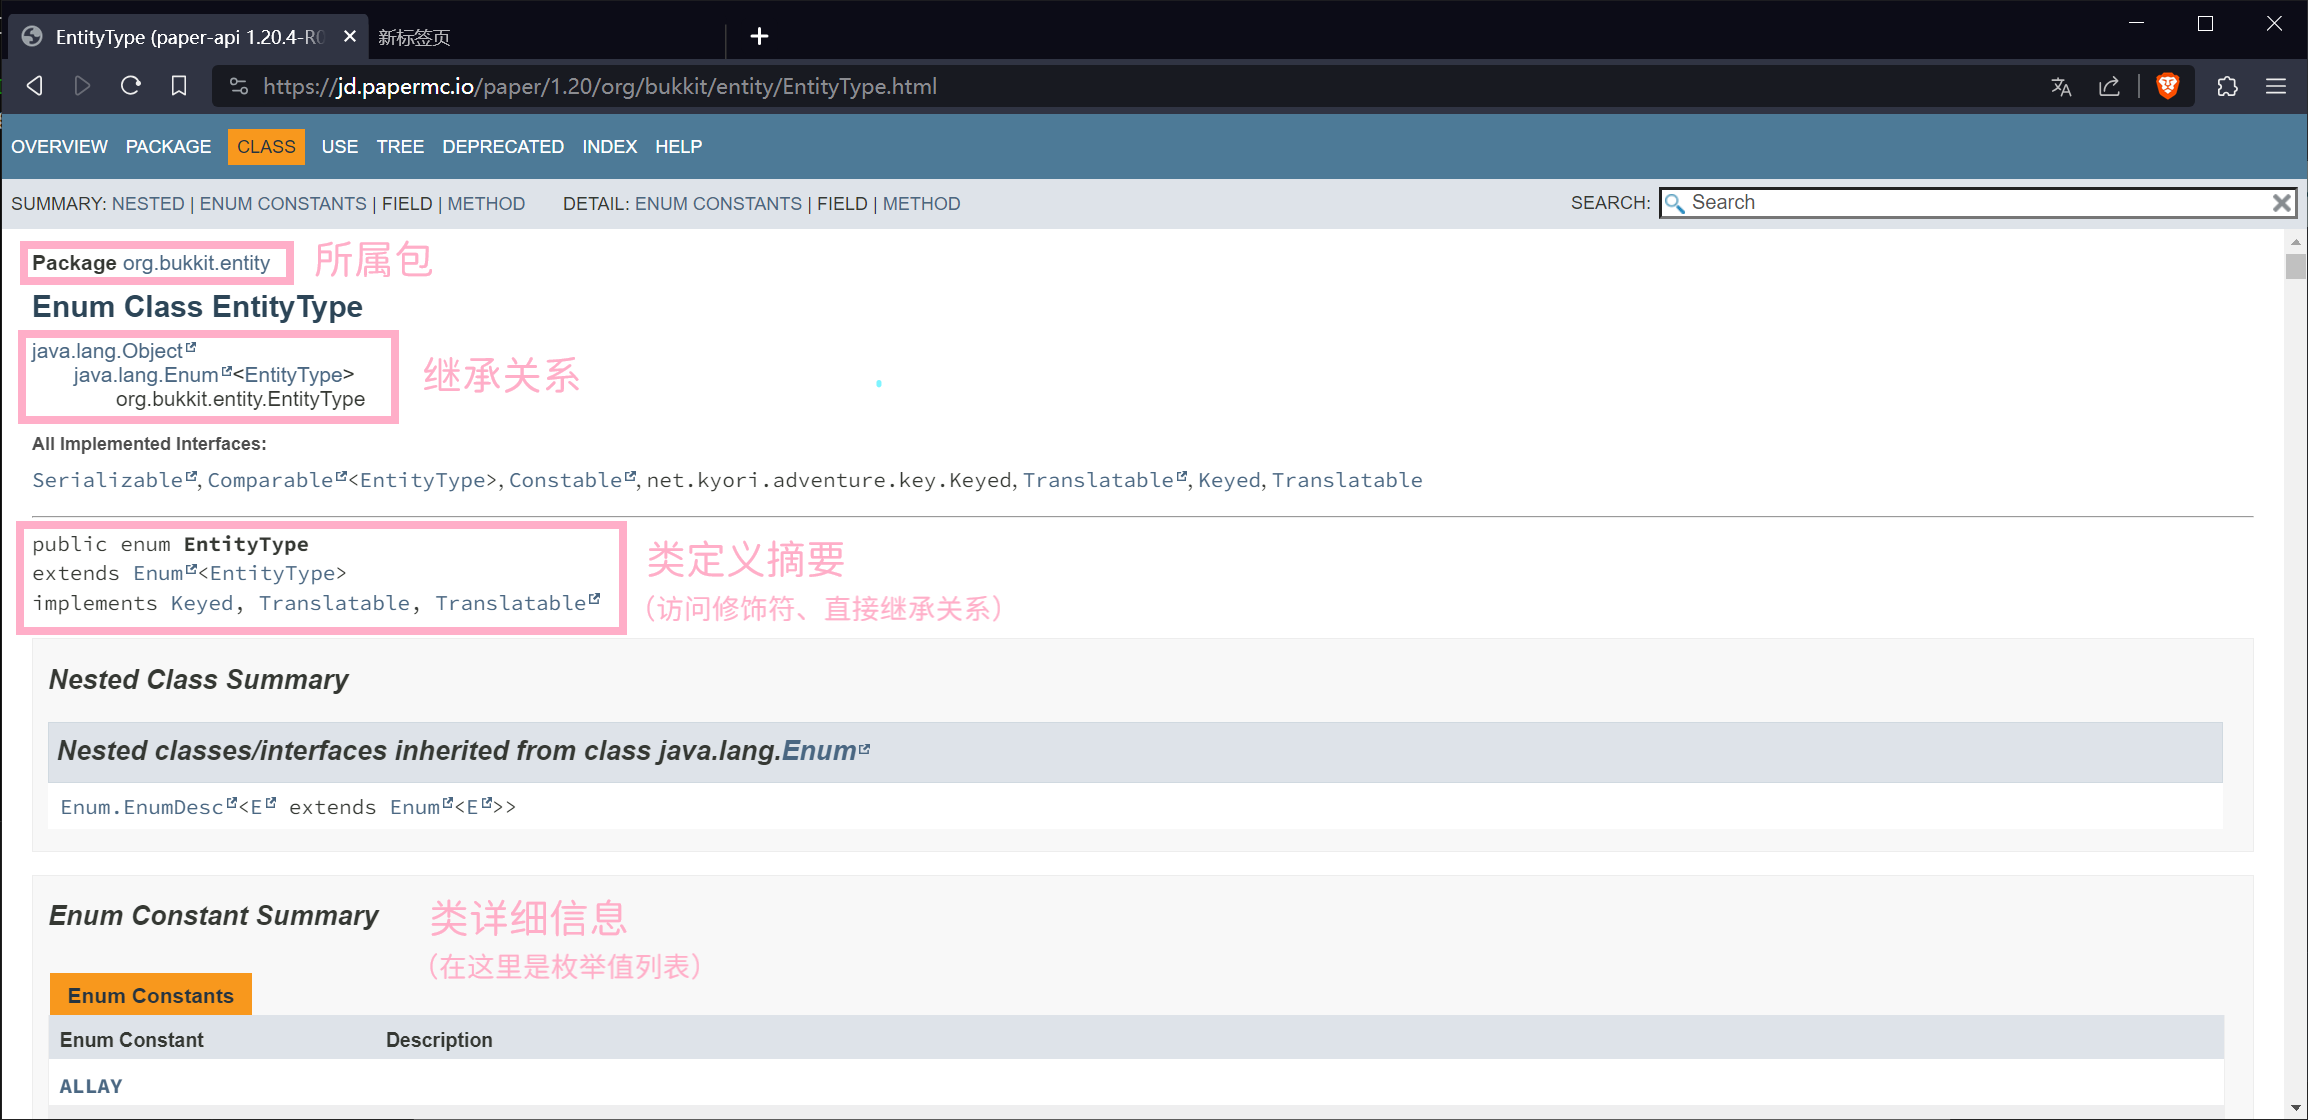 EntityType (paper-api 1.20.4-R0
新标签页
https://jd.papermc.io/paper/1.20/org/bukkit/entity/EntityType.html
OVERVIEW PACKAGE CLASS USE TREE DEPRECATED INDEX HELP
SUMMARY: NESTED | ENUM CONSTANTS | FIELD | METHOD DETAIL: ENUM CONSTANTS | FIELD | METHOD SEARCH: Search
Package org.bukkit.entity 所属包
Enum Class EntityType
java.lang.Object
java.lang.Enum<EntityType>
org.bukkit.entity.EntityType
继承关系
All Implemented Interfaces:
Serializable, Comparable<EntityType>, Constable, net.kyori.adventure.key.Keyed, Translatable, Keyed, Translatable
public enum EntityType
extends Enum<EntityType>
implements Keyed, Translatable, Translatable
类定义摘要
（访问修饰符、直接继承关系）
Nested Class Summary
Nested classes/interfaces inherited from class java.lang.Enum
Enum.EnumDesc<E extends Enum<E>>
Enum Constant Summary
类详细信息
（在这里是枚举值列表）
Enum Constants
Enum Constant Description
ALLAY